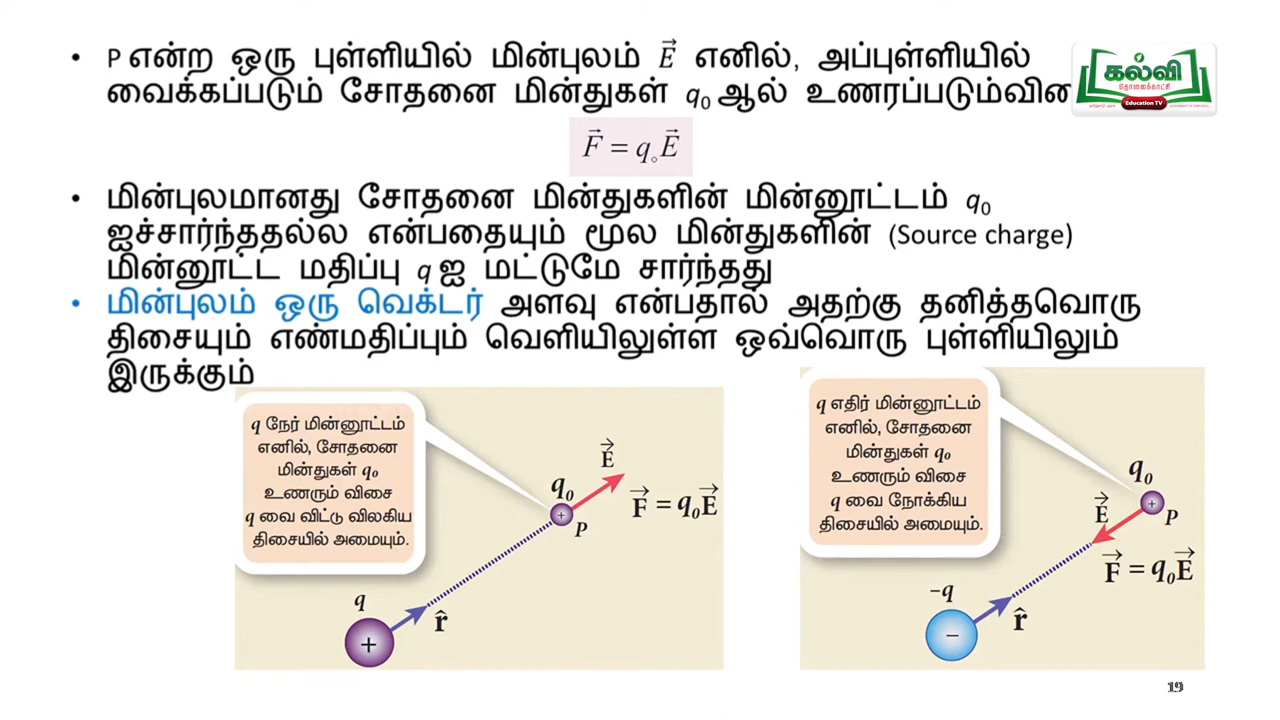 • P என்ற ஒரு புள்ளியில் மின்புலம் E⃗ எனில், அப்புள்ளியில்
வைக்கப்படும் சோதனை மின்துகள் q₀ ஆல் உணரப்படும்விசை
கல்வி
தொலைக்காட்சி
Education TV
F⃗ = q₀E⃗
• மின்புலமானது சோதனை மின்துகளின் மின்னூட்டம் q₀
ஐச்சார்ந்ததல்ல என்பதையும் மூல மின்துகளின் (Source charge)
மின்னூட்ட மதிப்பு q ஐ மட்டுமே சார்ந்தது
• மின்புலம் ஒரு வெக்டர் அளவு என்பதால் அதற்கு தனித்தவொரு
திசையும் எண்மதிப்பும் வெளியிலுள்ள ஒவ்வொரு புள்ளியிலும்
இருக்கும்
q நேர் மின்னூட்டம்
எனில், சோதனை
மின்துகள் q₀
உணரும் விசை
q வை விட்டு விலகிய
திசையில் அமையும்.
E⃗
q₀
F⃗ = q₀E⃗
+
P
q
r̂
+
q எதிர் மின்னூட்டம்
எனில், சோதனை
மின்துகள் q₀
உணரும் விசை
q வை நோக்கிய
திசையில் அமையும்.
q₀
E⃗
+
P
F⃗ = q₀E⃗
–q
r̂
–
19